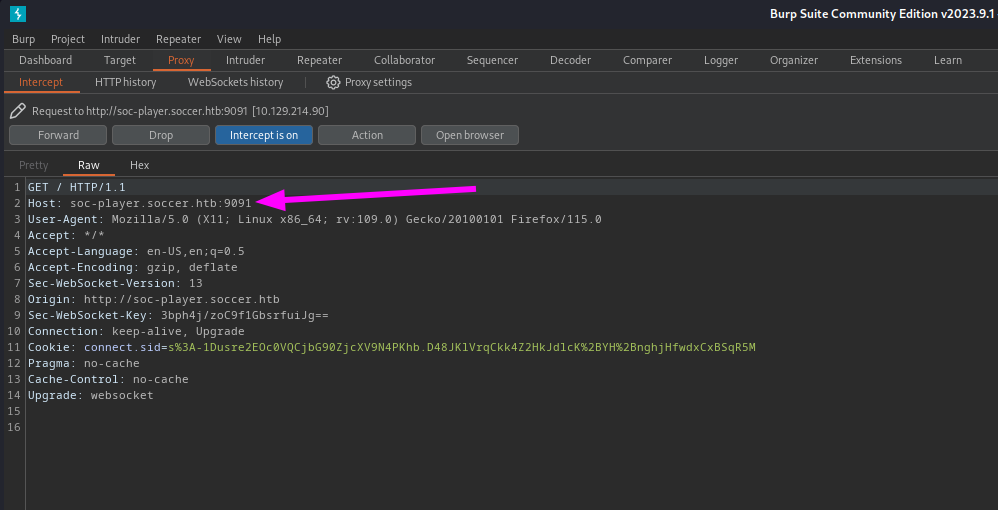 Burp Suite Community Edition v2023.9.1
Burp Project Intruder Repeater View Help
Dashboard Target Proxy Intruder Repeater Collaborator Sequencer Decoder Comparer Logger Organizer Extensions Learn
Intercept HTTP history WebSockets history Proxy settings
Request to http://soc-player.soccer.htb:9091 [10.129.214.90]
Forward Drop Intercept is on Action Open browser
Pretty Raw Hex
1 GET / HTTP/1.1
2 Host: soc-player.soccer.htb:9091
3 User-Agent: Mozilla/5.0 (X11; Linux x86_64; rv:109.0) Gecko/20100101 Firefox/115.0
4 Accept: */*
5 Accept-Language: en-US,en;q=0.5
6 Accept-Encoding: gzip, deflate
7 Sec-WebSocket-Version: 13
8 Origin: http://soc-player.soccer.htb
9 Sec-WebSocket-Key: 3bph4j/zoC9f1GbsrfuiJg==
10 Connection: keep-alive, Upgrade
11 Cookie: connect.sid=s%3A-1Dusre2EOc0VQCjbG90ZjcXV9N4PKhb.D48JKlVrqCkk4Z2HkJdlcK%2BYH%2BnghjHfwdxCxBSqR5M
12 Pragma: no-cache
13 Cache-Control: no-cache
14 Upgrade: websocket
15
16